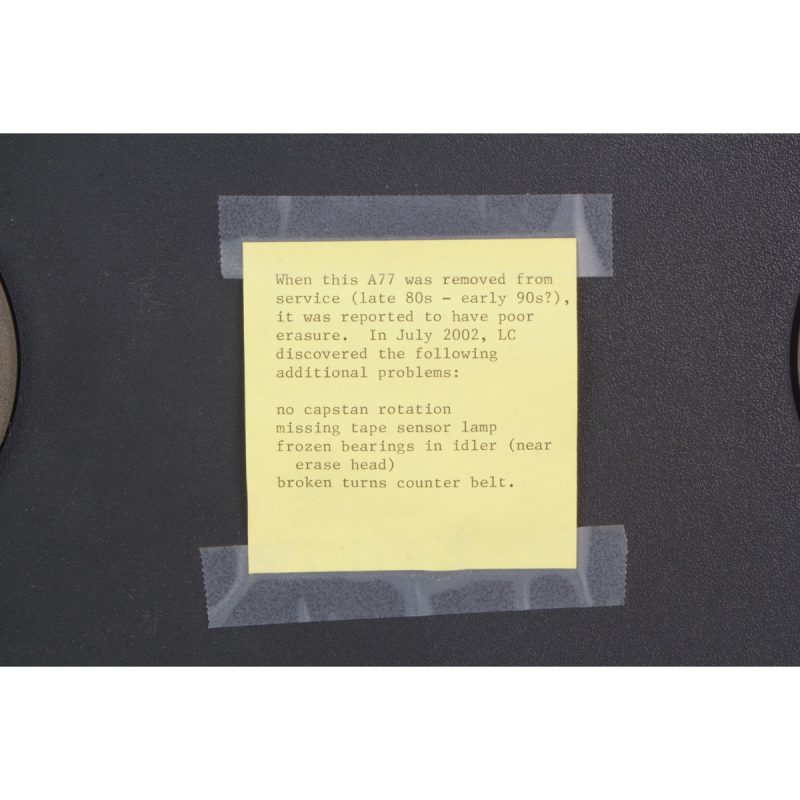 When this A77 was removed from
service (late 80s - early 90s?),
it was reported to have poor
erasure.  In July 2002, LC
discovered the following
additional problems:

no capstan rotation
missing tape sensor lamp
frozen bearings in idler (near
  erase head)
broken turns counter belt.